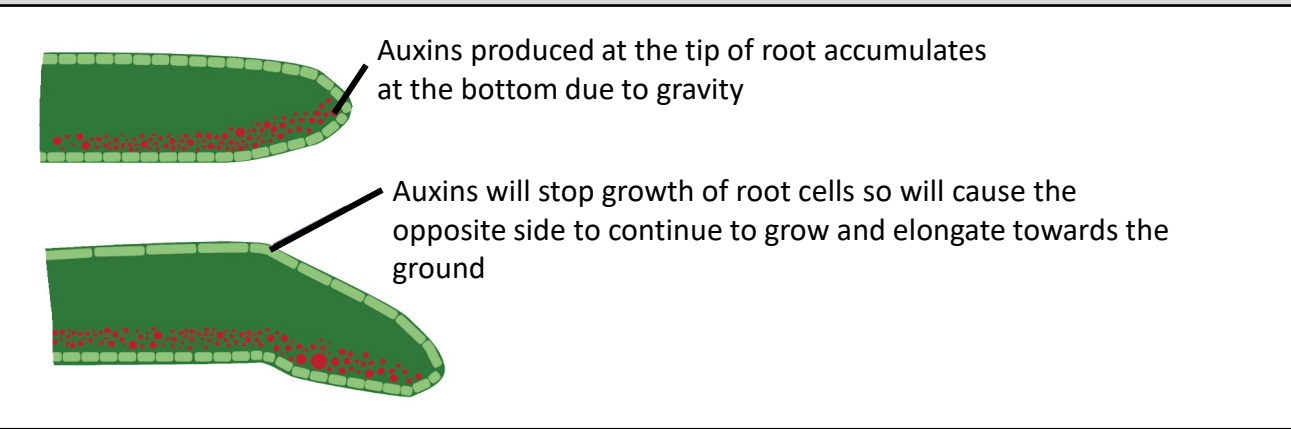 Auxins produced at the tip of root accumulates
at the bottom due to gravity
Auxins will stop growth of root cells so will cause the
opposite side to continue to grow and elongate towards the
ground